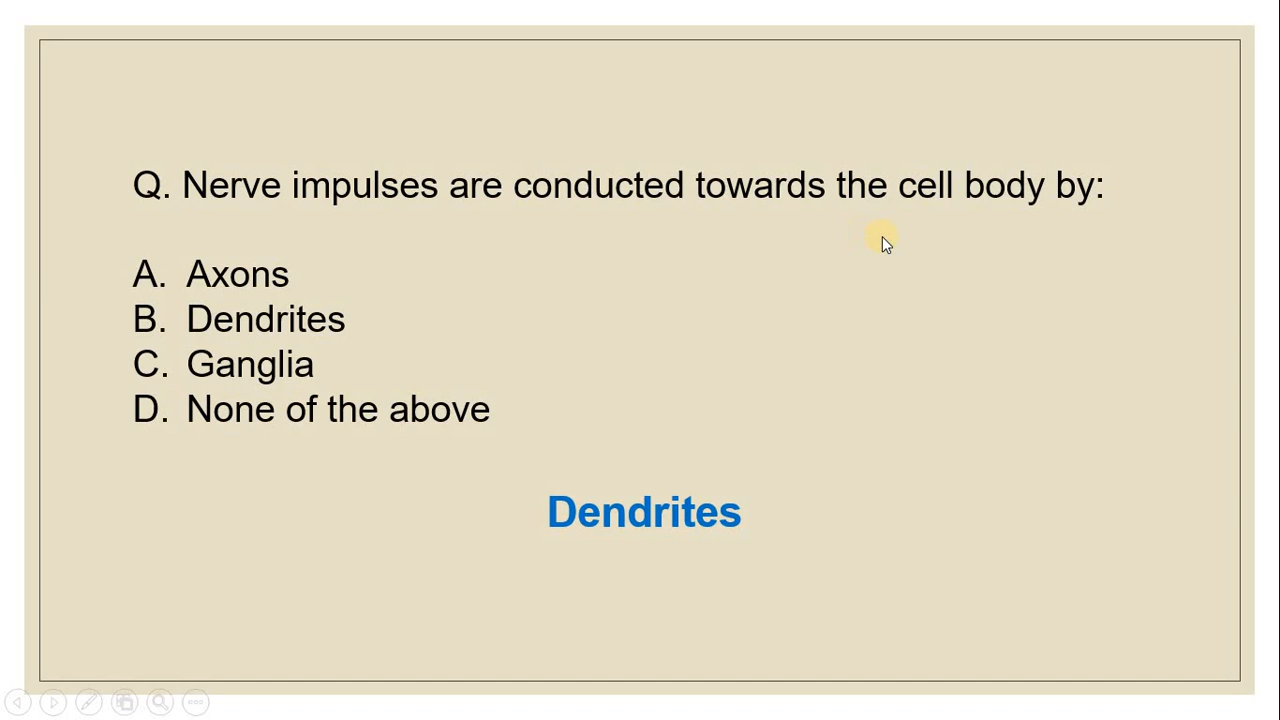 Q. Nerve impulses are conducted towards the cell body by:
A. Axons
B. Dendrites
C. Ganglia
D. None of the above
Dendrites